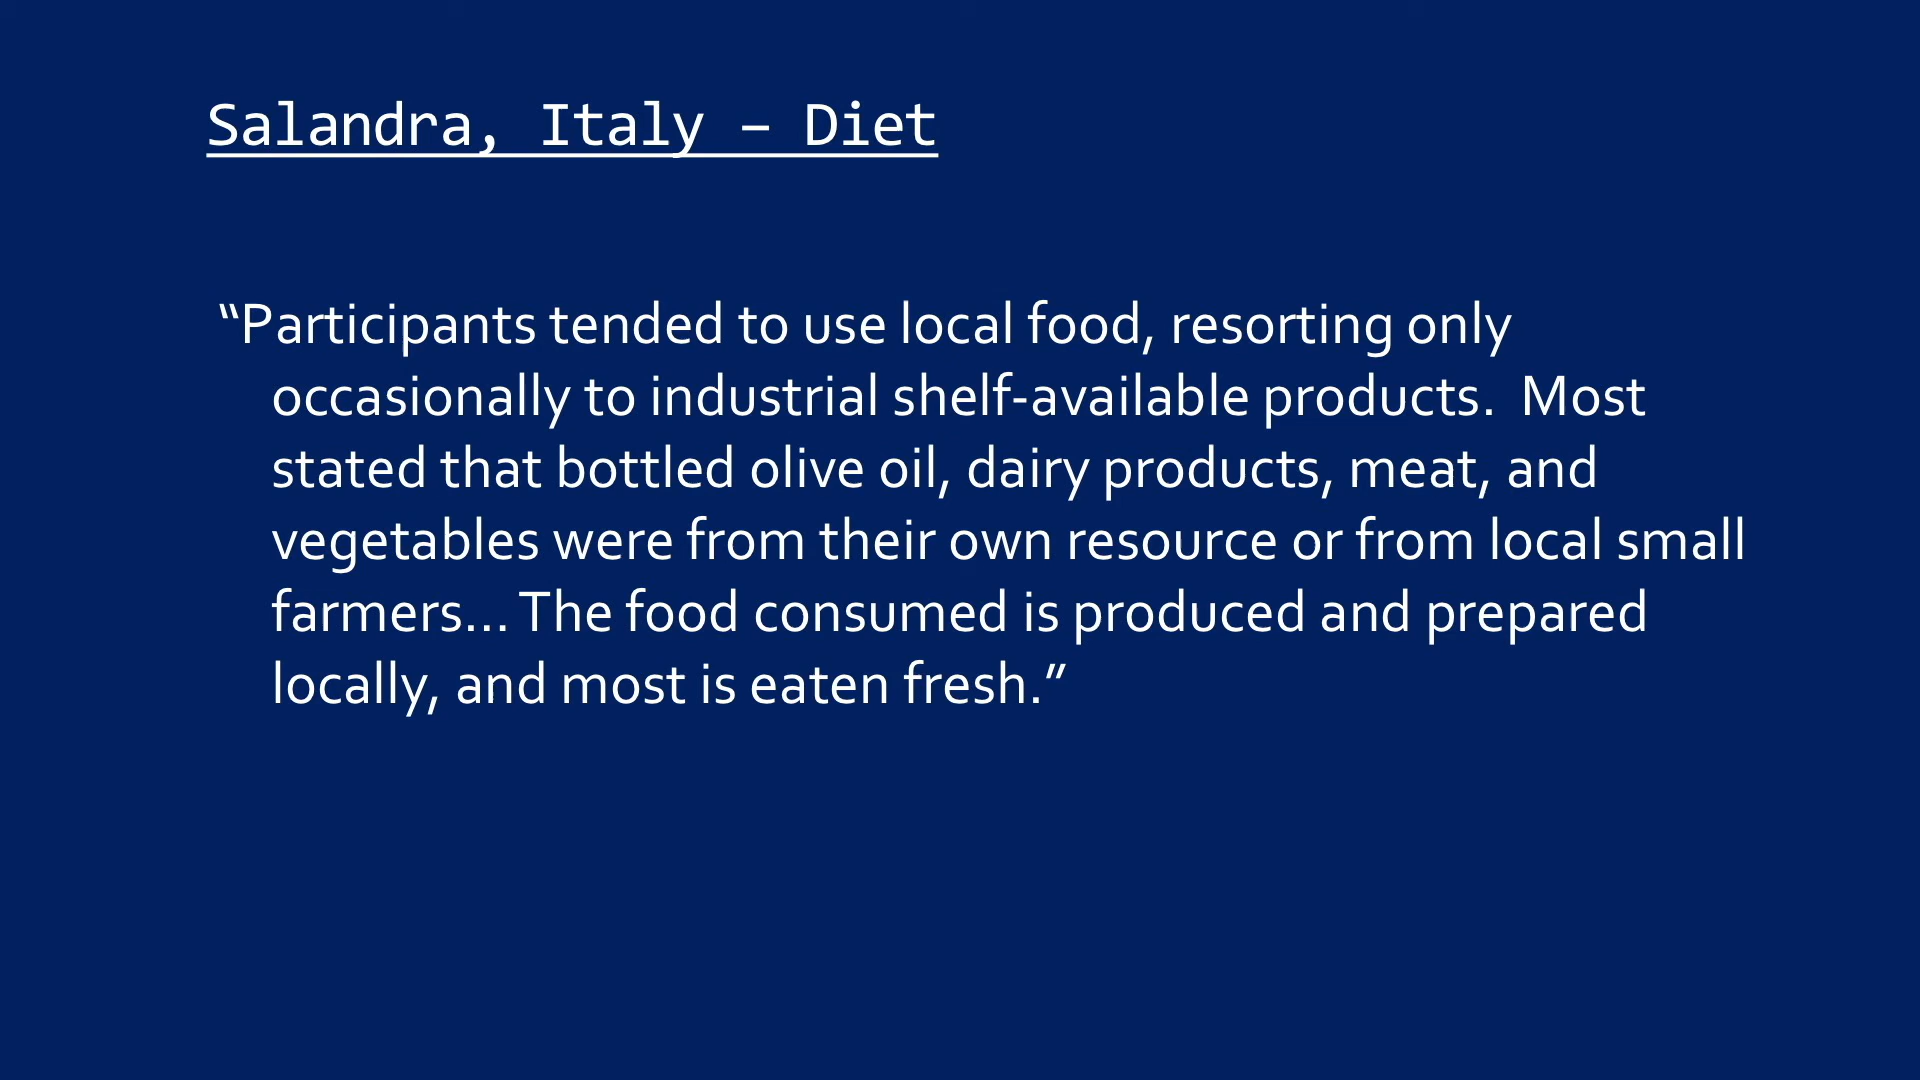 Salandra, Italy – Diet
“Participants tended to use local food, resorting only
occasionally to industrial shelf-available products.  Most
stated that bottled olive oil, dairy products, meat, and
vegetables were from their own resource or from local small
farmers… The food consumed is produced and prepared
locally, and most is eaten fresh.”